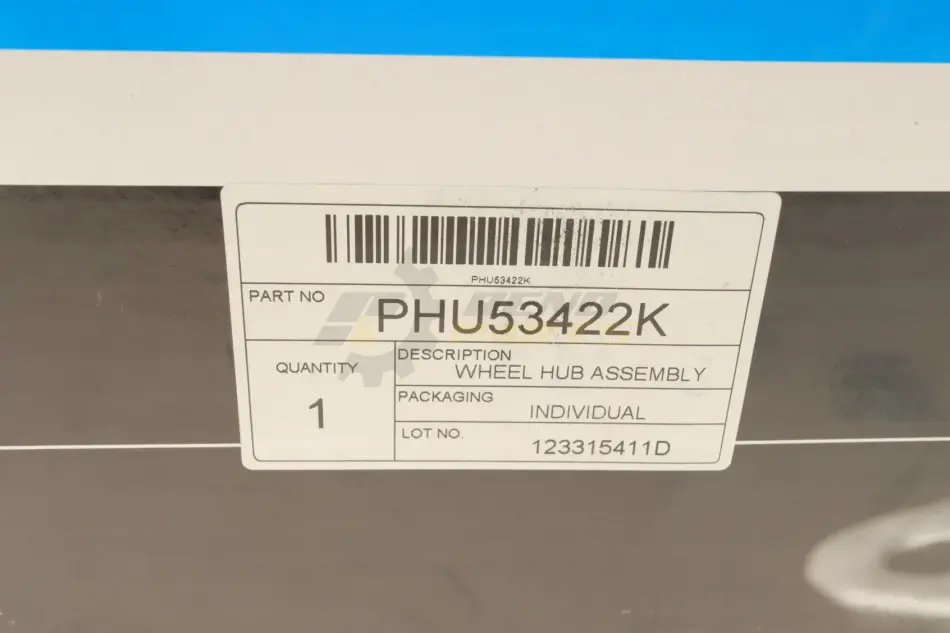 PHU53422K
PART NO
PHU53422K
QUANTITY
1
DESCRIPTION
WHEEL HUB ASSEMBLY
PACKAGING
INDIVIDUAL
LOT NO.
123315411D